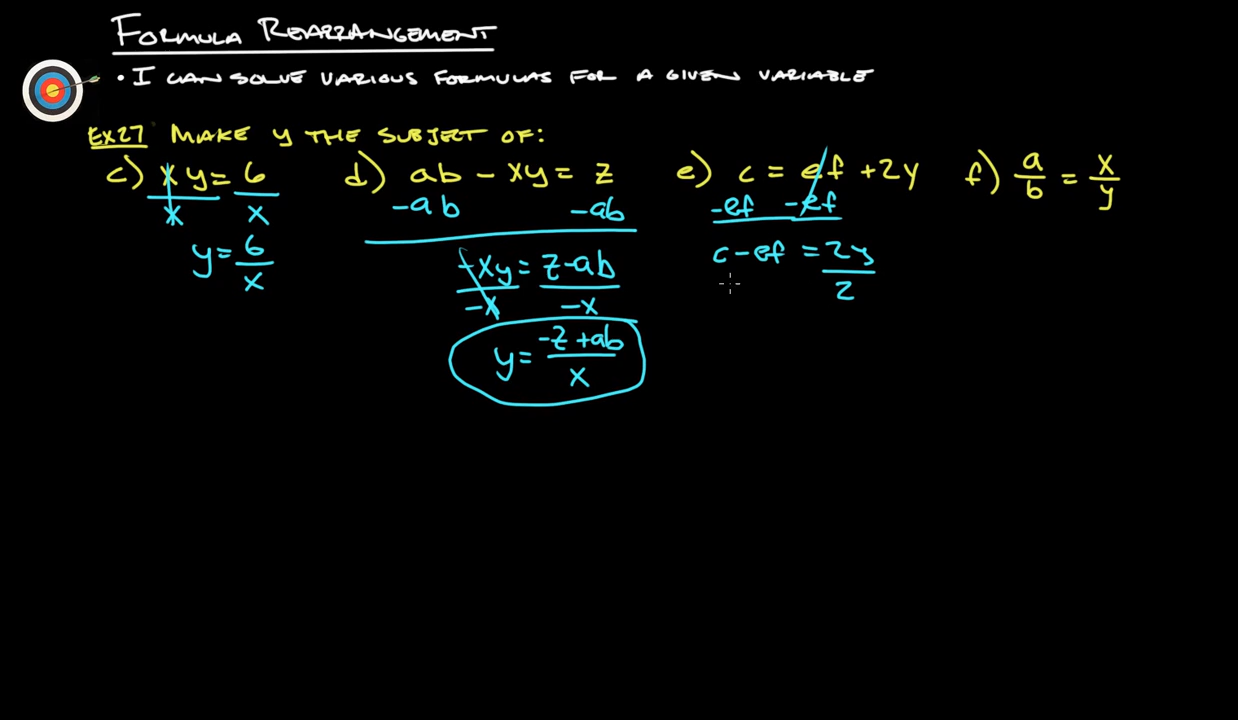 FORMULA REARRANGEMENT
• I CAN SOLVE VARIOUS FORMULAS FOR A GIVEN VARIABLE
EX27 MAKE y THE SUBJECT OF:
c) xy = 6
x x
y = 6/x
d) ab - xy = z
-ab -ab
-xy = z-ab
-x -x
y = -z+ab/x
e) c = ef + 2y
-ef -ef
c - ef = 2y
2
f) a/b = x/y